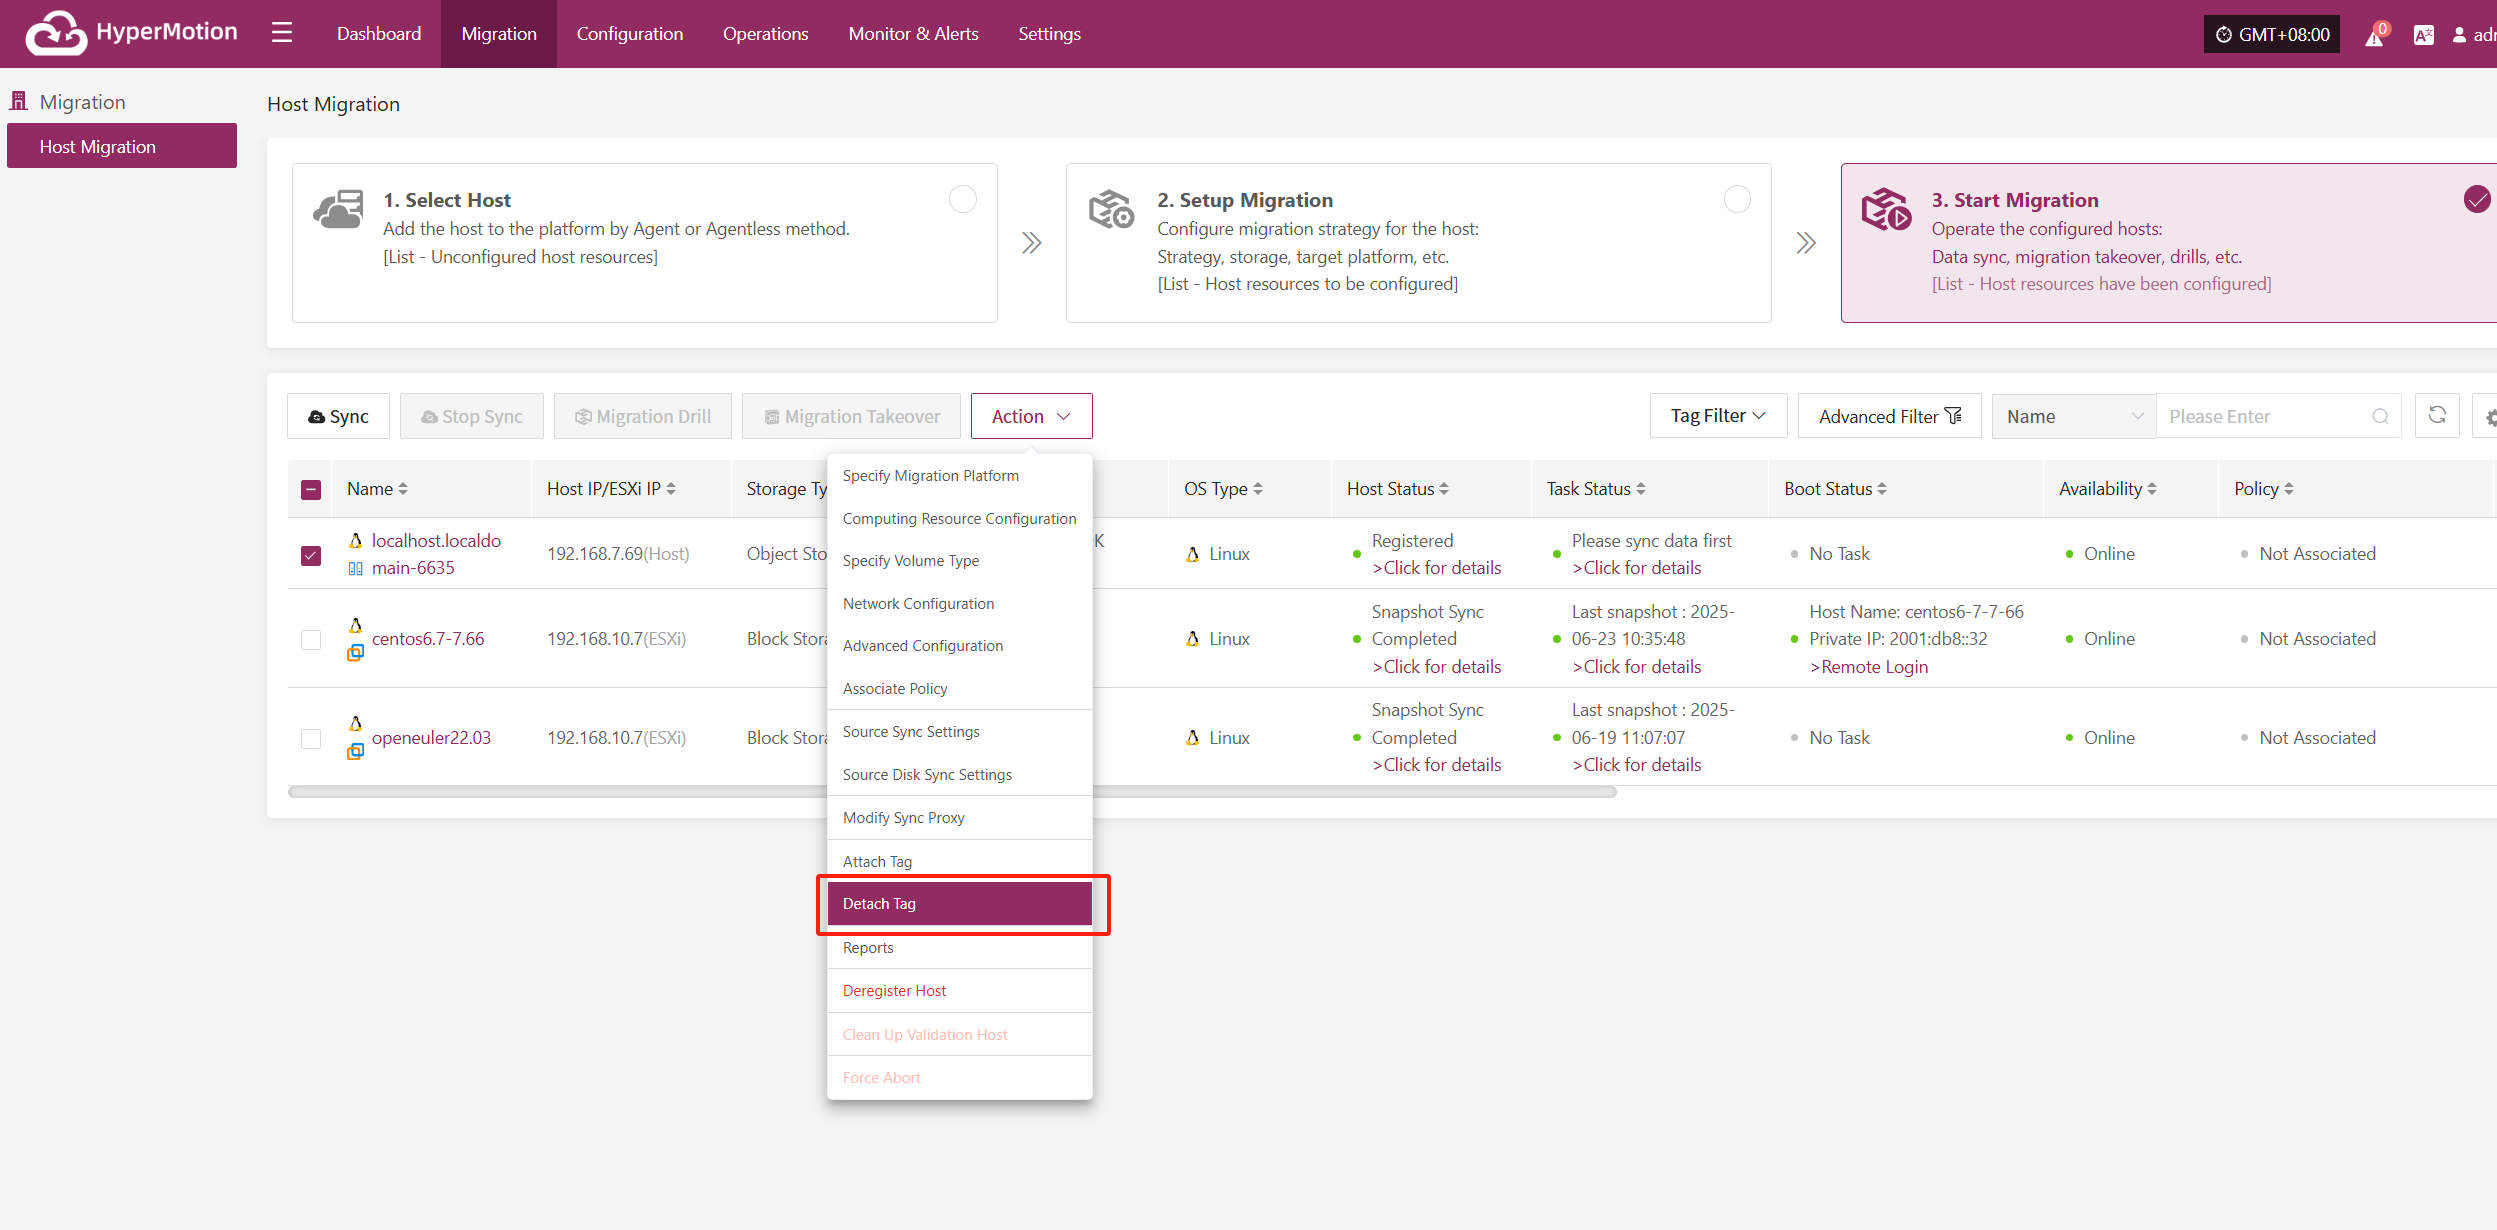 HyperMotion
Dashboard
Migration
Configuration
Operations
Monitor & Alerts
Settings
GMT+08:00
0
Migration
Host Migration
Host Migration
1. Select Host
Add the host to the platform by Agent or Agentless method.
[List - Unconfigured host resources]
2. Setup Migration
Configure migration strategy for the host:
Strategy, storage, target platform, etc.
[List - Host resources to be configured]
3. Start Migration
Operate the configured hosts:
Data sync, migration takeover, drills, etc.
[List - Host resources have been configured]
Sync
Stop Sync
Migration Drill
Migration Takeover
Action
Tag Filter
Advanced Filter
Name
Please Enter
Name
Host IP/ESXi IP
Storage Ty
OS Type
Host Status
Task Status
Boot Status
Availability
Policy
localhost.localdo
main-6635
192.168.7.69(Host)
Object Sto
Linux
Registered
>Click for details
Please sync data first
>Click for details
No Task
Online
Not Associated
centos6.7-7.66
192.168.10.7(ESXi)
Block Stora
Linux
Snapshot Sync
Completed
>Click for details
Last snapshot : 2025-
06-23 10:35:48
>Click for details
Host Name: centos6-7-7-66
Private IP: 2001:db8::32
>Remote Login
Online
Not Associated
openeuler22.03
192.168.10.7(ESXi)
Block Stora
Linux
Snapshot Sync
Completed
>Click for details
Last snapshot : 2025-
06-19 11:07:07
>Click for details
No Task
Online
Not Associated
Specify Migration Platform
Computing Resource Configuration
Specify Volume Type
Network Configuration
Advanced Configuration
Associate Policy
Source Sync Settings
Source Disk Sync Settings
Modify Sync Proxy
Attach Tag
Detach Tag
Reports
Deregister Host
Clean Up Validation Host
Force Abort